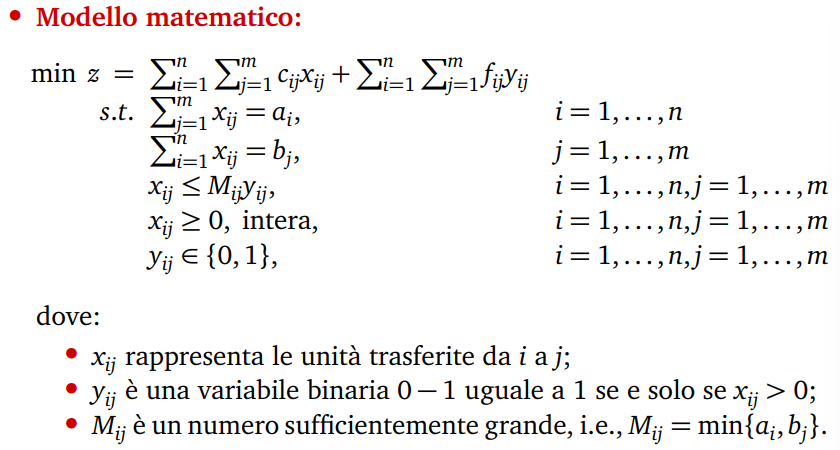 • Modello matematico:
min z = ∑_{i=1}^{n} ∑_{j=1}^{m} c_{ij}x_{ij} + ∑_{i=1}^{n} ∑_{j=1}^{m} f_{ij}y_{ij}
s.t. ∑_{j=1}^{m} x_{ij} = a_i, i = 1,...,n
∑_{i=1}^{n} x_{ij} = b_j, j = 1,...,m
x_{ij} ≤ M_{ij}y_{ij}, i = 1,...,n,j = 1,...,m
x_{ij} ≥ 0, intera, i = 1,...,n,j = 1,...,m
y_{ij} ∈ {0,1}, i = 1,...,n,j = 1,...,m
dove:
• x_{ij} rappresenta le unità trasferite da i a j;
• y_{ij} è una variabile binaria 0−1 uguale a 1 se e solo se x_{ij} > 0;
• M_{ij} è un numero sufficientemente grande, i.e., M_{ij} = min{a_i,b_j}.